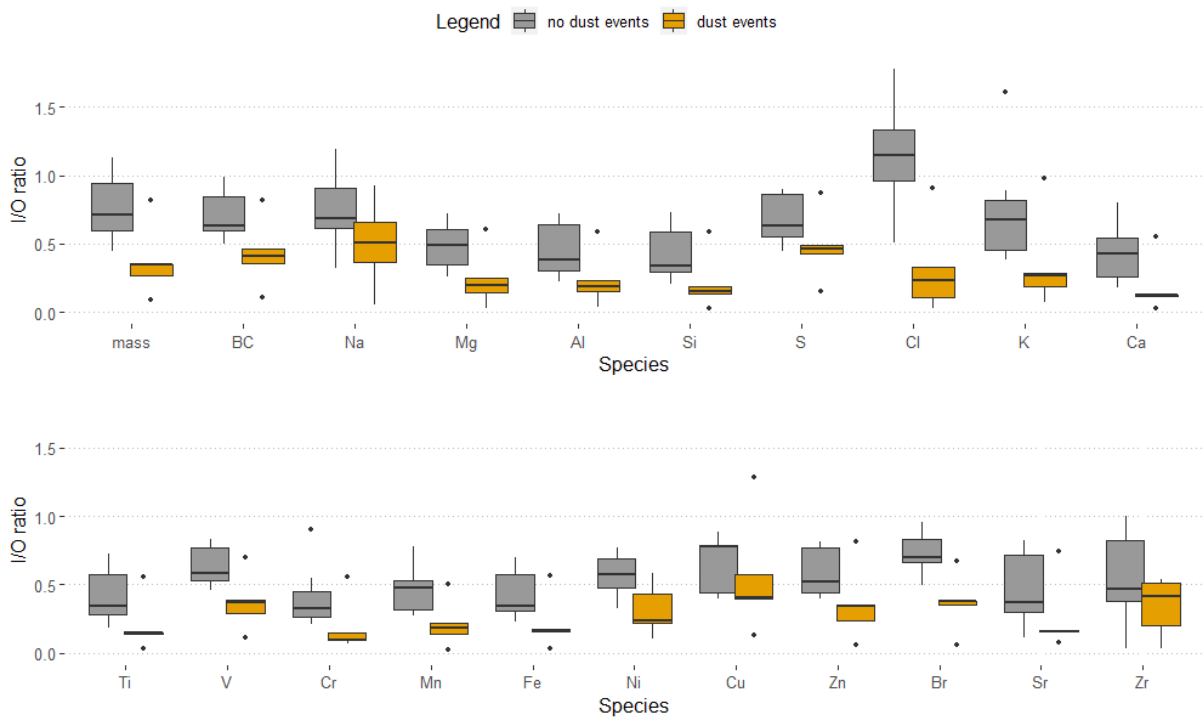 Legend no dust events dust events
1.5
1.0
0.5
0.0
I/O ratio
mass BC Na Mg Al Si S Cl K Ca
Species
1.5
1.0
0.5
0.0
I/O ratio
Ti V Cr Mn Fe Ni Cu Zn Br Sr Zr
Species